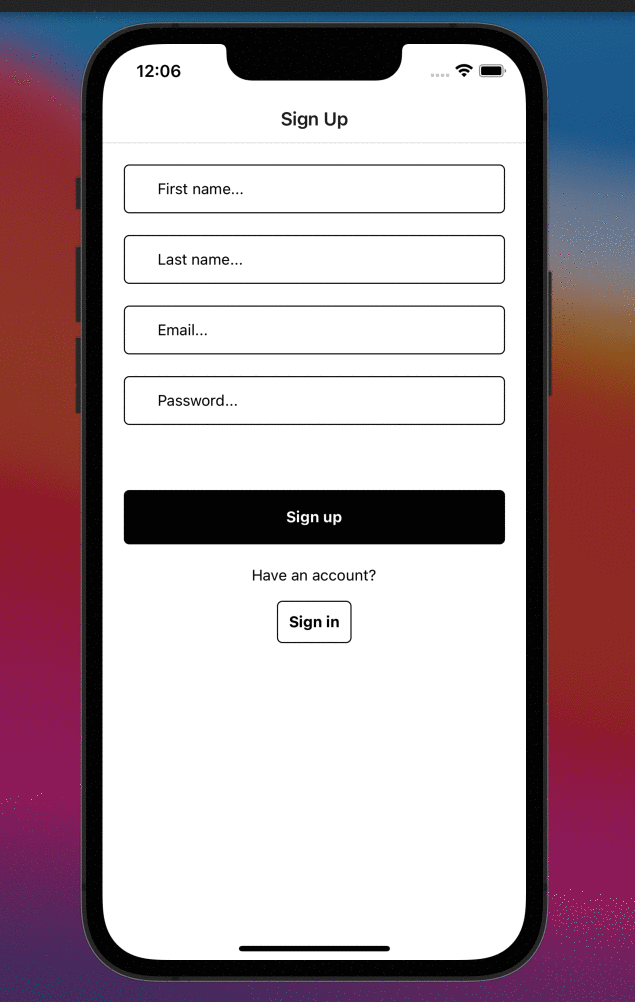 12:06
Sign Up
First name...
Last name...
Email...
Password...
Sign up
Have an account?
Sign in